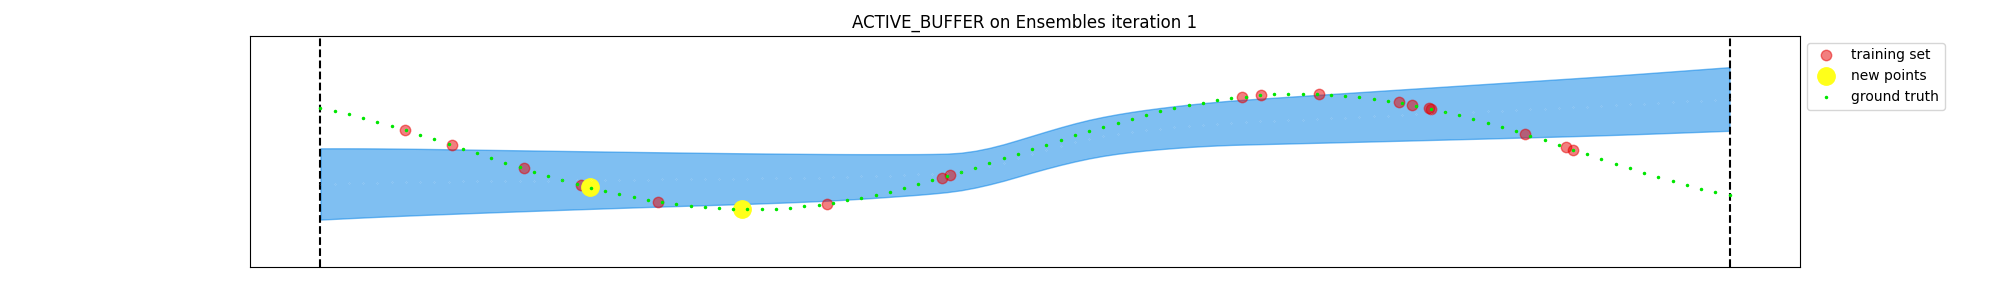 ACTIVE_BUFFER on Ensembles iteration 1
training set
new points
ground truth